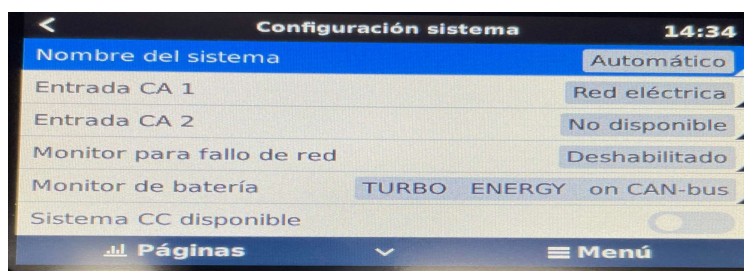 Configuración sistema 14:34
Nombre del sistema Automático
Entrada CA 1 Red eléctrica
Entrada CA 2 No disponible
Monitor para fallo de red Deshabilitado
Monitor de batería TURBO ENERGY on CAN-bus
Sistema CC disponible
Páginas Menú